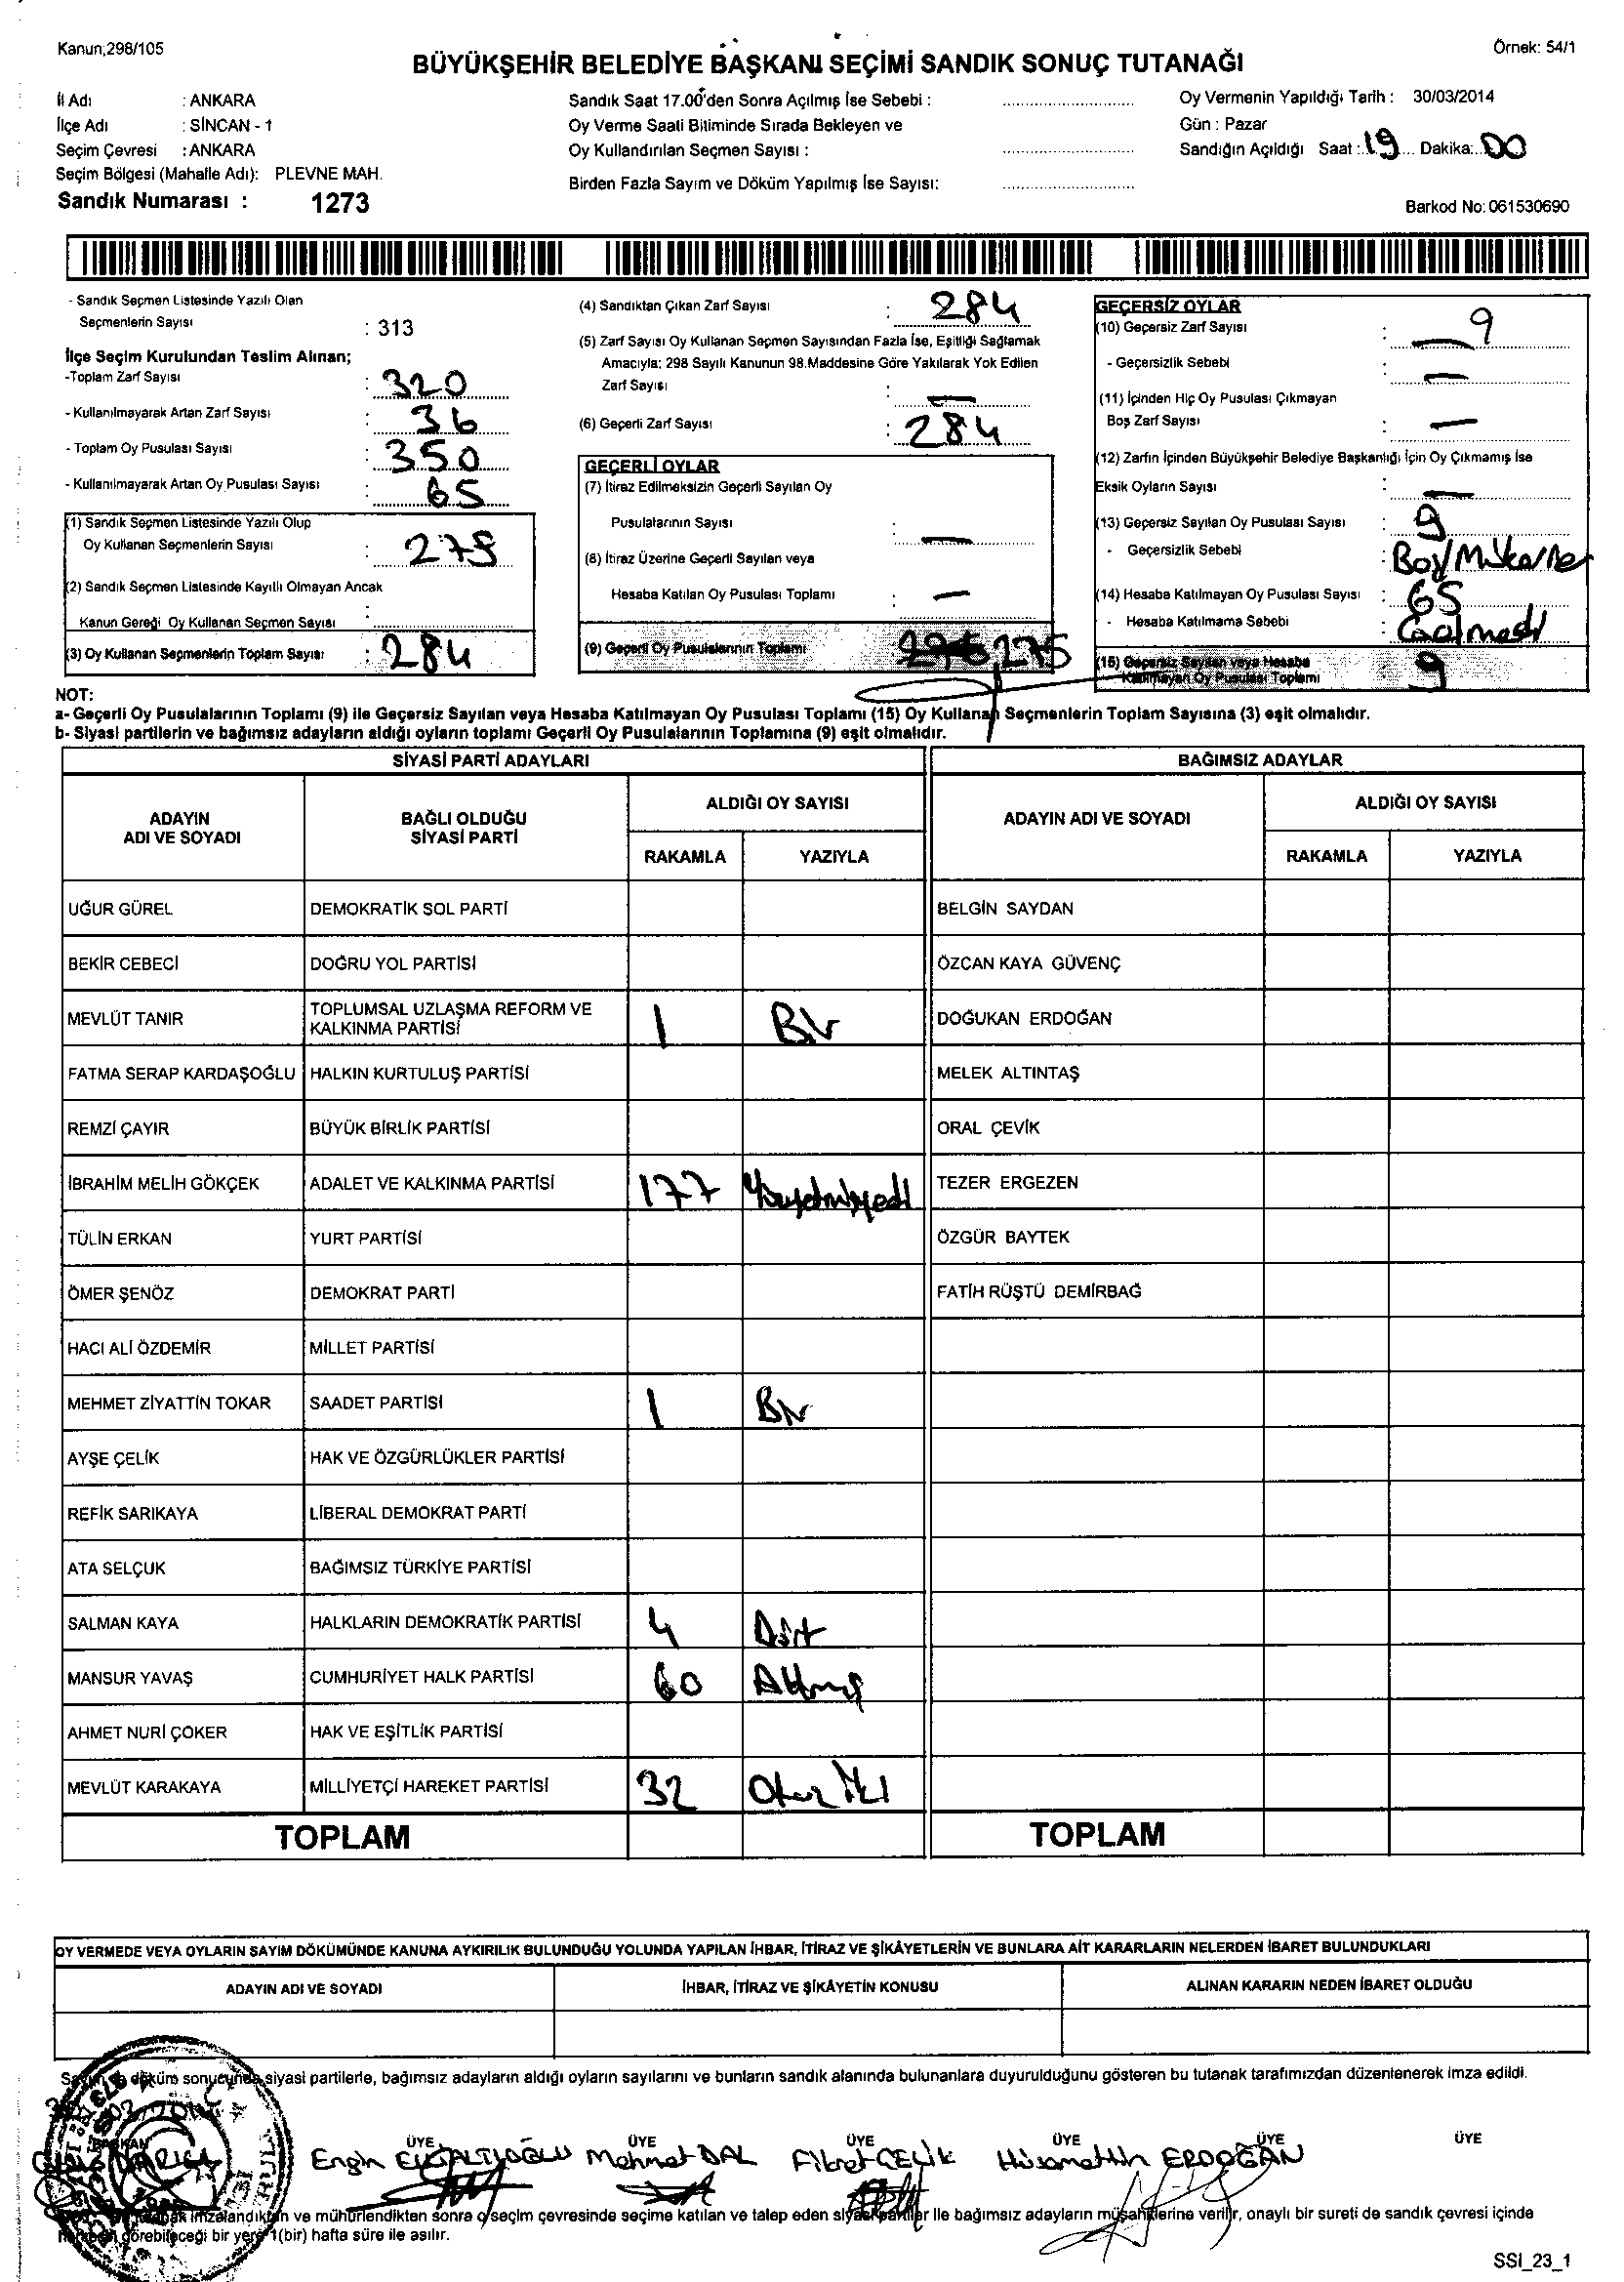 Kanun;298/105
Örnek: 54/1
BÜYÜKŞEHİR BELEDİYE BAŞKANI SEÇİMİ SANDIK SONUÇ TUTANAĞI
İl Adı : ANKARA
İlçe Adı : SİNCAN - 1
Seçim Çevresi : ANKARA
Seçim Bölgesi (Mahalle Adı): PLEVNE MAH.
Sandık Numarası : 1273
Sandık Saat 17.00'den Sonra Açılmış İse Sebebi :
Oy Verme Saati Bitiminde Sırada Bekleyen ve
Oy Kullandırılan Seçmen Sayısı :
Birden Fazla Sayım ve Döküm Yapılmış İse Sayısı:
Oy Vermenin Yapıldığı Tarih : 30/03/2014
Gün : Pazar
Sandığın Açıldığı Saat : 19 Dakika: 00
Barkod No: 061530690
- Sandık Seçmen Listesinde Yazılı Olan
Seçmenlerin Sayısı : 313
İlçe Seçim Kurulundan Teslim Alınan;
-Toplam Zarf Sayısı : 320
- Kullanılmayarak Artan Zarf Sayısı : 36
- Toplam Oy Pusulası Sayısı : 350
- Kullanılmayarak Artan Oy Pusulası Sayısı : 65
(1) Sandık Seçmen Listesinde Yazılı Olup
Oy Kullanan Seçmenlerin Sayısı :
(2) Sandık Seçmen Listesinde Kayıtlı Olmayan Ancak
Kanun Gereği Oy Kullanan Seçmen Sayısı :
(3) Oy Kullanan Seçmenlerin Toplam Sayısı : 284
(4) Sandıktan Çıkan Zarf Sayısı : 284
(5) Zarf Sayısı Oy Kullanan Seçmen Sayısından Fazla İse, Eşitliği Sağlamak
Amacıyla; 298 Sayılı Kanunun 98.Maddesine Göre Yakılarak Yok Edilen
Zarf Sayısı : —
(6) Geçerli Zarf Sayısı : 284
GEÇERLİ OYLAR
(7) İtiraz Edilmeksizin Geçerli Sayılan Oy
Pusulalarının Sayısı : —
(8) İtiraz Üzerine Geçerli Sayılan veya
Hesaba Katılan Oy Pusulası Toplamı : —
(9) Geçerli Oy Pusulalarının Toplamı 275
GEÇERSİZ OYLAR
(10) Geçersiz Zarf Sayısı : — 9
- Geçersizlik Sebebi : —
(11) İçinden Hiç Oy Pusulası Çıkmayan
Boş Zarf Sayısı : —
(12) Zarfın İçinden Büyükşehir Belediye Başkanlığı İçin Oy Çıkmamış İse
Eksik Oyların Sayısı : —
(13) Geçersiz Sayılan Oy Pusulası Sayısı : 9
- Geçersizlik Sebebi :
(14) Hesaba Katılmayan Oy Pusulası Sayısı : 65
- Hesaba Katılmama Sebebi :
(15) Geçersiz Sayılan veya Hesaba
Katılmayan Oy Pusulası Toplamı 9
NOT:
a- Geçerli Oy Pusulalarının Toplamı (9) ile Geçersiz Sayılan veya Hesaba Katılmayan Oy Pusulası Toplamı (15) Oy Kullanan Seçmenlerin Toplam Sayısına (3) eşit olmalıdır.
b- Siyasi partilerin ve bağımsız adayların aldığı oyların toplamı Geçerli Oy Pusulalarının Toplamına (9) eşit olmalıdır.
SİYASİ PARTİ ADAYLARI
BAĞIMSIZ ADAYLAR
ADAYIN ADI VE SOYADI
BAĞLI OLDUĞU SİYASİ PARTİ
ALDIĞI OY SAYISI
RAKAMLA YAZIYLA
ADAYIN ADI VE SOYADI
ALDIĞI OY SAYISI
RAKAMLA YAZIYLA
UĞUR GÜREL DEMOKRATİK SOL PARTİ BELGİN SAYDAN
BEKİR CEBECİ DOĞRU YOL PARTİSİ ÖZCAN KAYA GÜVENÇ
MEVLÜT TANIR TOPLUMSAL UZLAŞMA REFORM VE KALKINMA PARTİSİ 1 Bir DOĞUKAN ERDOĞAN
FATMA SERAP KARDAŞOĞLU HALKIN KURTULUŞ PARTİSİ MELEK ALTINTAŞ
REMZİ ÇAYIR BÜYÜK BİRLİK PARTİSİ ORAL ÇEVİK
İBRAHİM MELİH GÖKÇEK ADALET VE KALKINMA PARTİSİ 177 Yüzyetmişyedi TEZER ERGEZEN
TÜLİN ERKAN YURT PARTİSİ ÖZGÜR BAYTEK
ÖMER ŞENÖZ DEMOKRAT PARTİ FATİH RÜŞTÜ DEMİRBAĞ
HACI ALİ ÖZDEMİR MİLLET PARTİSİ
MEHMET ZİYATTİN TOKAR SAADET PARTİSİ 1 Bir
AYŞE ÇELİK HAK VE ÖZGÜRLÜKLER PARTİSİ
REFİK SARIKAYA LİBERAL DEMOKRAT PARTİ
ATA SELÇUK BAĞIMSIZ TÜRKİYE PARTİSİ
SALMAN KAYA HALKLARIN DEMOKRATİK PARTİSİ 4 Dört
MANSUR YAVAŞ CUMHURİYET HALK PARTİSİ 60 Altmış
AHMET NURİ ÇOKER HAK VE EŞİTLİK PARTİSİ
MEVLÜT KARAKAYA MİLLİYETÇİ HAREKET PARTİSİ 32 Otuz İki
TOPLAM TOPLAM
OY VERMEDE VEYA OYLARIN SAYIM DÖKÜMÜNDE KANUNA AYKIRILIK BULUNDUĞU YOLUNDA YAPILAN İHBAR, İTİRAZ VE ŞİKÂYETLERİN VE BUNLARA AİT KARARLARIN NELERDEN İBARET BULUNDUKLARI
ADAYIN ADI VE SOYADI İHBAR, İTİRAZ VE ŞİKÂYETİN KONUSU ALINAN KARARIN NEDEN İBARET OLDUĞU
döküm sonucunda siyasi partilerle, bağımsız adayların aldığı oyların sayılarını ve bunların sandık alanında bulunanlara duyurulduğunu gösteren bu tutanak tarafımızdan düzenlenerek imza edildi.
BAŞKAN ÜYE ÜYE ÜYE ÜYE ÜYE ÜYE
Engin Mehmet DAL Fikret ÇELİK Hüsamettin ERDOĞAN
imzalandıktan ve mühürlendikten sonra o seçim çevresinde seçime katılan ve talep eden siyasi partiler ile bağımsız adayların müşahitlerine verilir, onaylı bir sureti de sandık çevresi içinde
görebileceği bir yere 1(bir) hafta süre ile asılır.
SSI_23_1